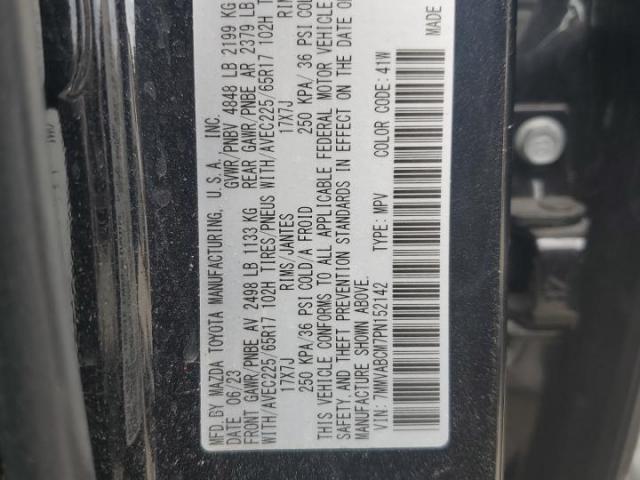 MFD.BY MAZDA TOYOTA MANUFACTURING, U.S.A., INC.
DATE 06/23 GVWR/PNBV 4848 LB 2199 KG
FRONT GAWR/PNBE AV 2498 LB 1133 KG REAR GAWR/PNBE AR 2379 LB
WITH/AVEC225/65R17 102H TIRES/PNEUS WITH/AVEC225/65R17 102H T
17X7J RIMS/JANTES 17X7J RIMS
250 KPA/36 PSI COLD/A FROID 250 KPA/ 36 PSI COL
THIS VEHICLE CONFORMS TO ALL APPLICABLE FEDERAL MOTOR VEHICLE
SAFETY,AND THEFT PREVENTION STANDARDS IN EFFECT ON THE DATE O
MANUFACTURE SHOWN ABOVE.
VIN: 7MMVABCM7PN152142 TYPE: MPV COLOR CODE: 41W
MADE